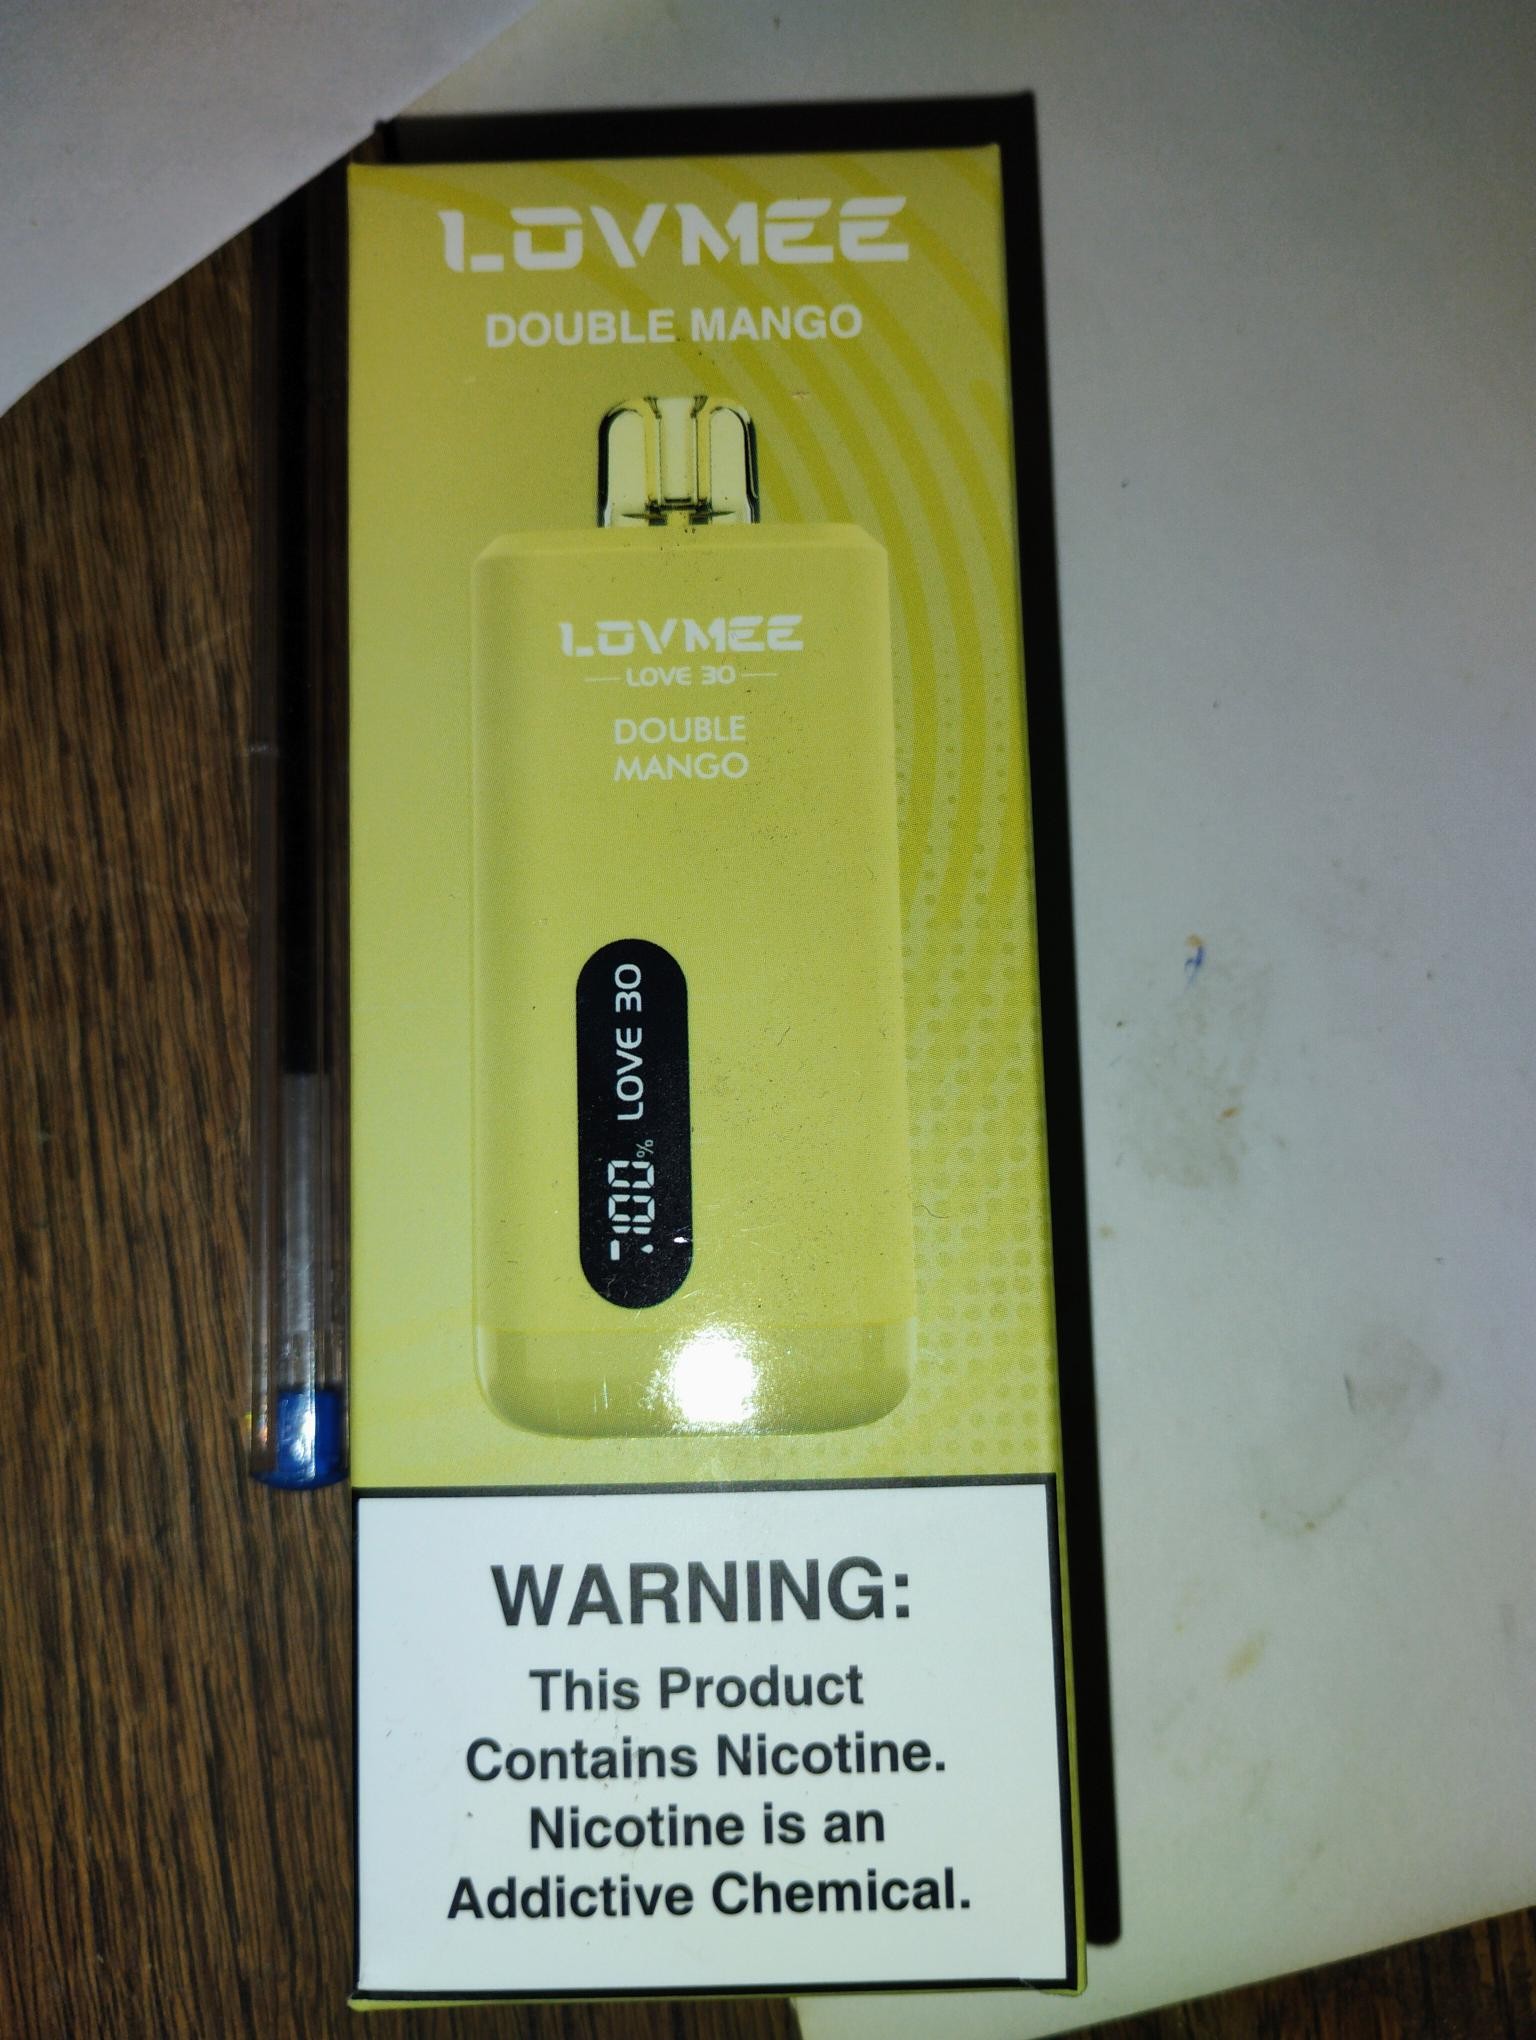 LOVMEE
DOUBLE MANGO
LOVMEE
LOVE 30
DOUBLE
MANGO
100% LOVE 30
WARNING:
This Product
Contains Nicotine.
Nicotine is an
Addictive Chemical.